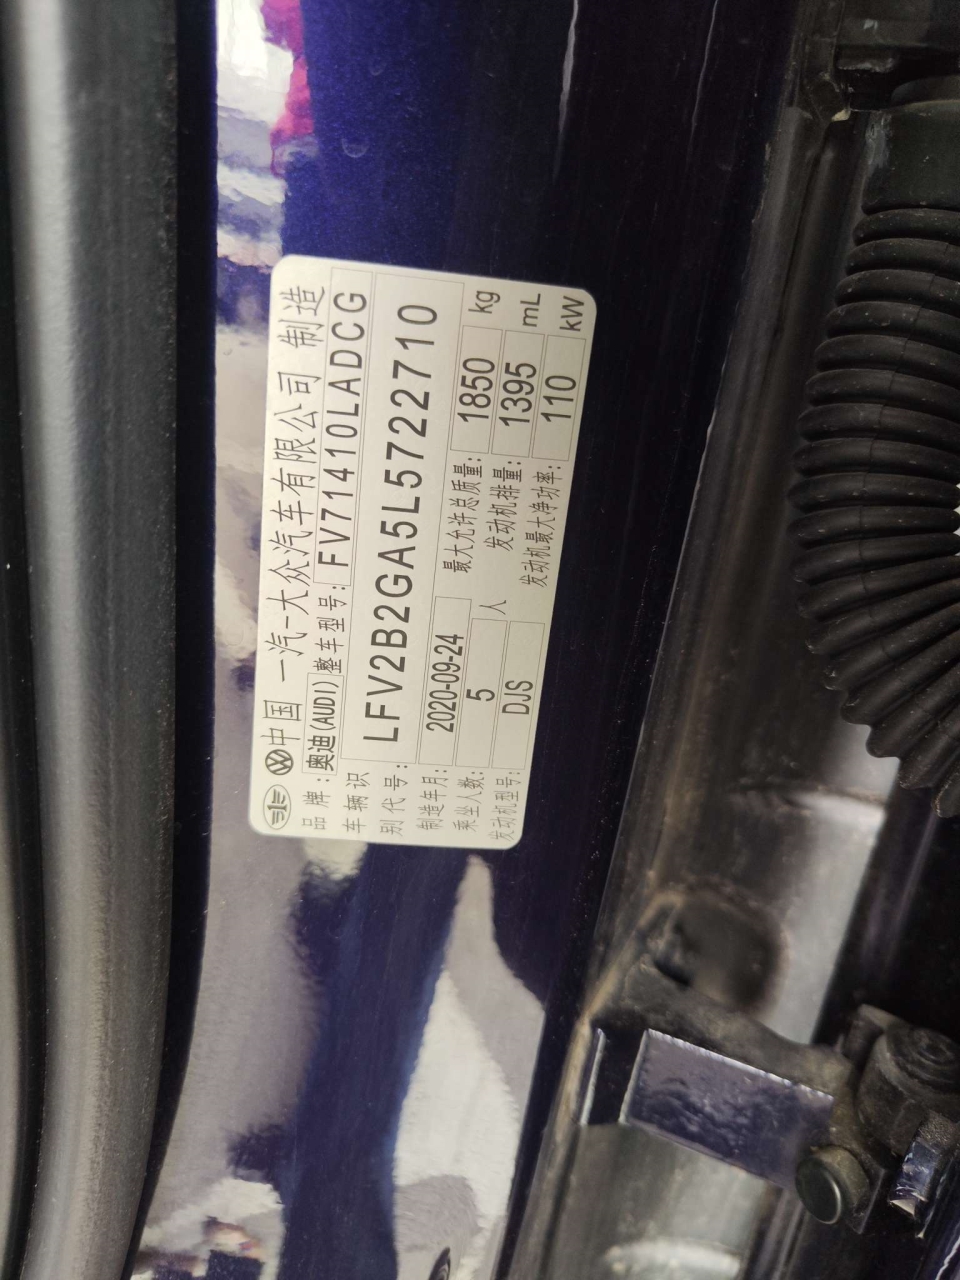 中国 一汽-大众汽车有限公司 制造
品牌: 奥迪(AUDI) 整车型号: FV71410LADCG
车辆识别代号: LFV2B2GA5L5722710
制造年月: 2020-09-24 最大允许总质量: 1850 kg
乘坐人数: 5 人 发动机排量: 1395 mL
发动机型号: DJS 发动机最大净功率: 110 kW